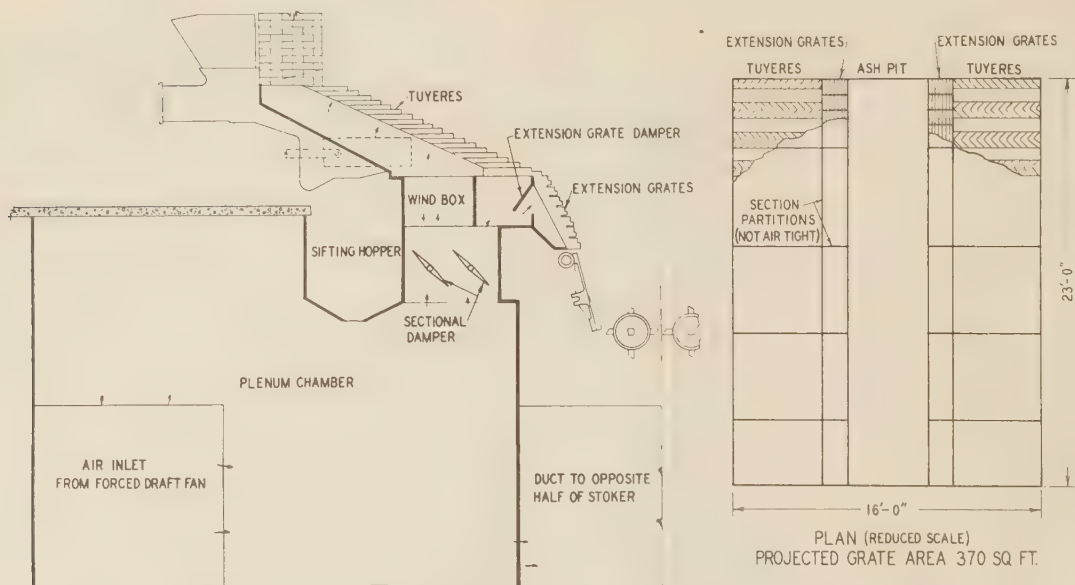 TUYERES
EXTENSION GRATE DAMPER
EXTENSION GRATES
WIND BOX
SIFTING HOPPER
SECTIONAL
DAMPER
PLENUM CHAMBER
AIR INLET
FROM FORCED DRAFT FAN
DUCT TO OPPOSITE
HALF OF STOKER
EXTENSION GRATES
EXTENSION GRATES
TUYERES
ASH PIT
TUYERES
SECTION
PARTITIONS
(NOT AIR TIGHT)
23'-0"
16'-0"
PLAN (REDUCED SCALE)
PROJECTED GRATE AREA 370 SQ FT.